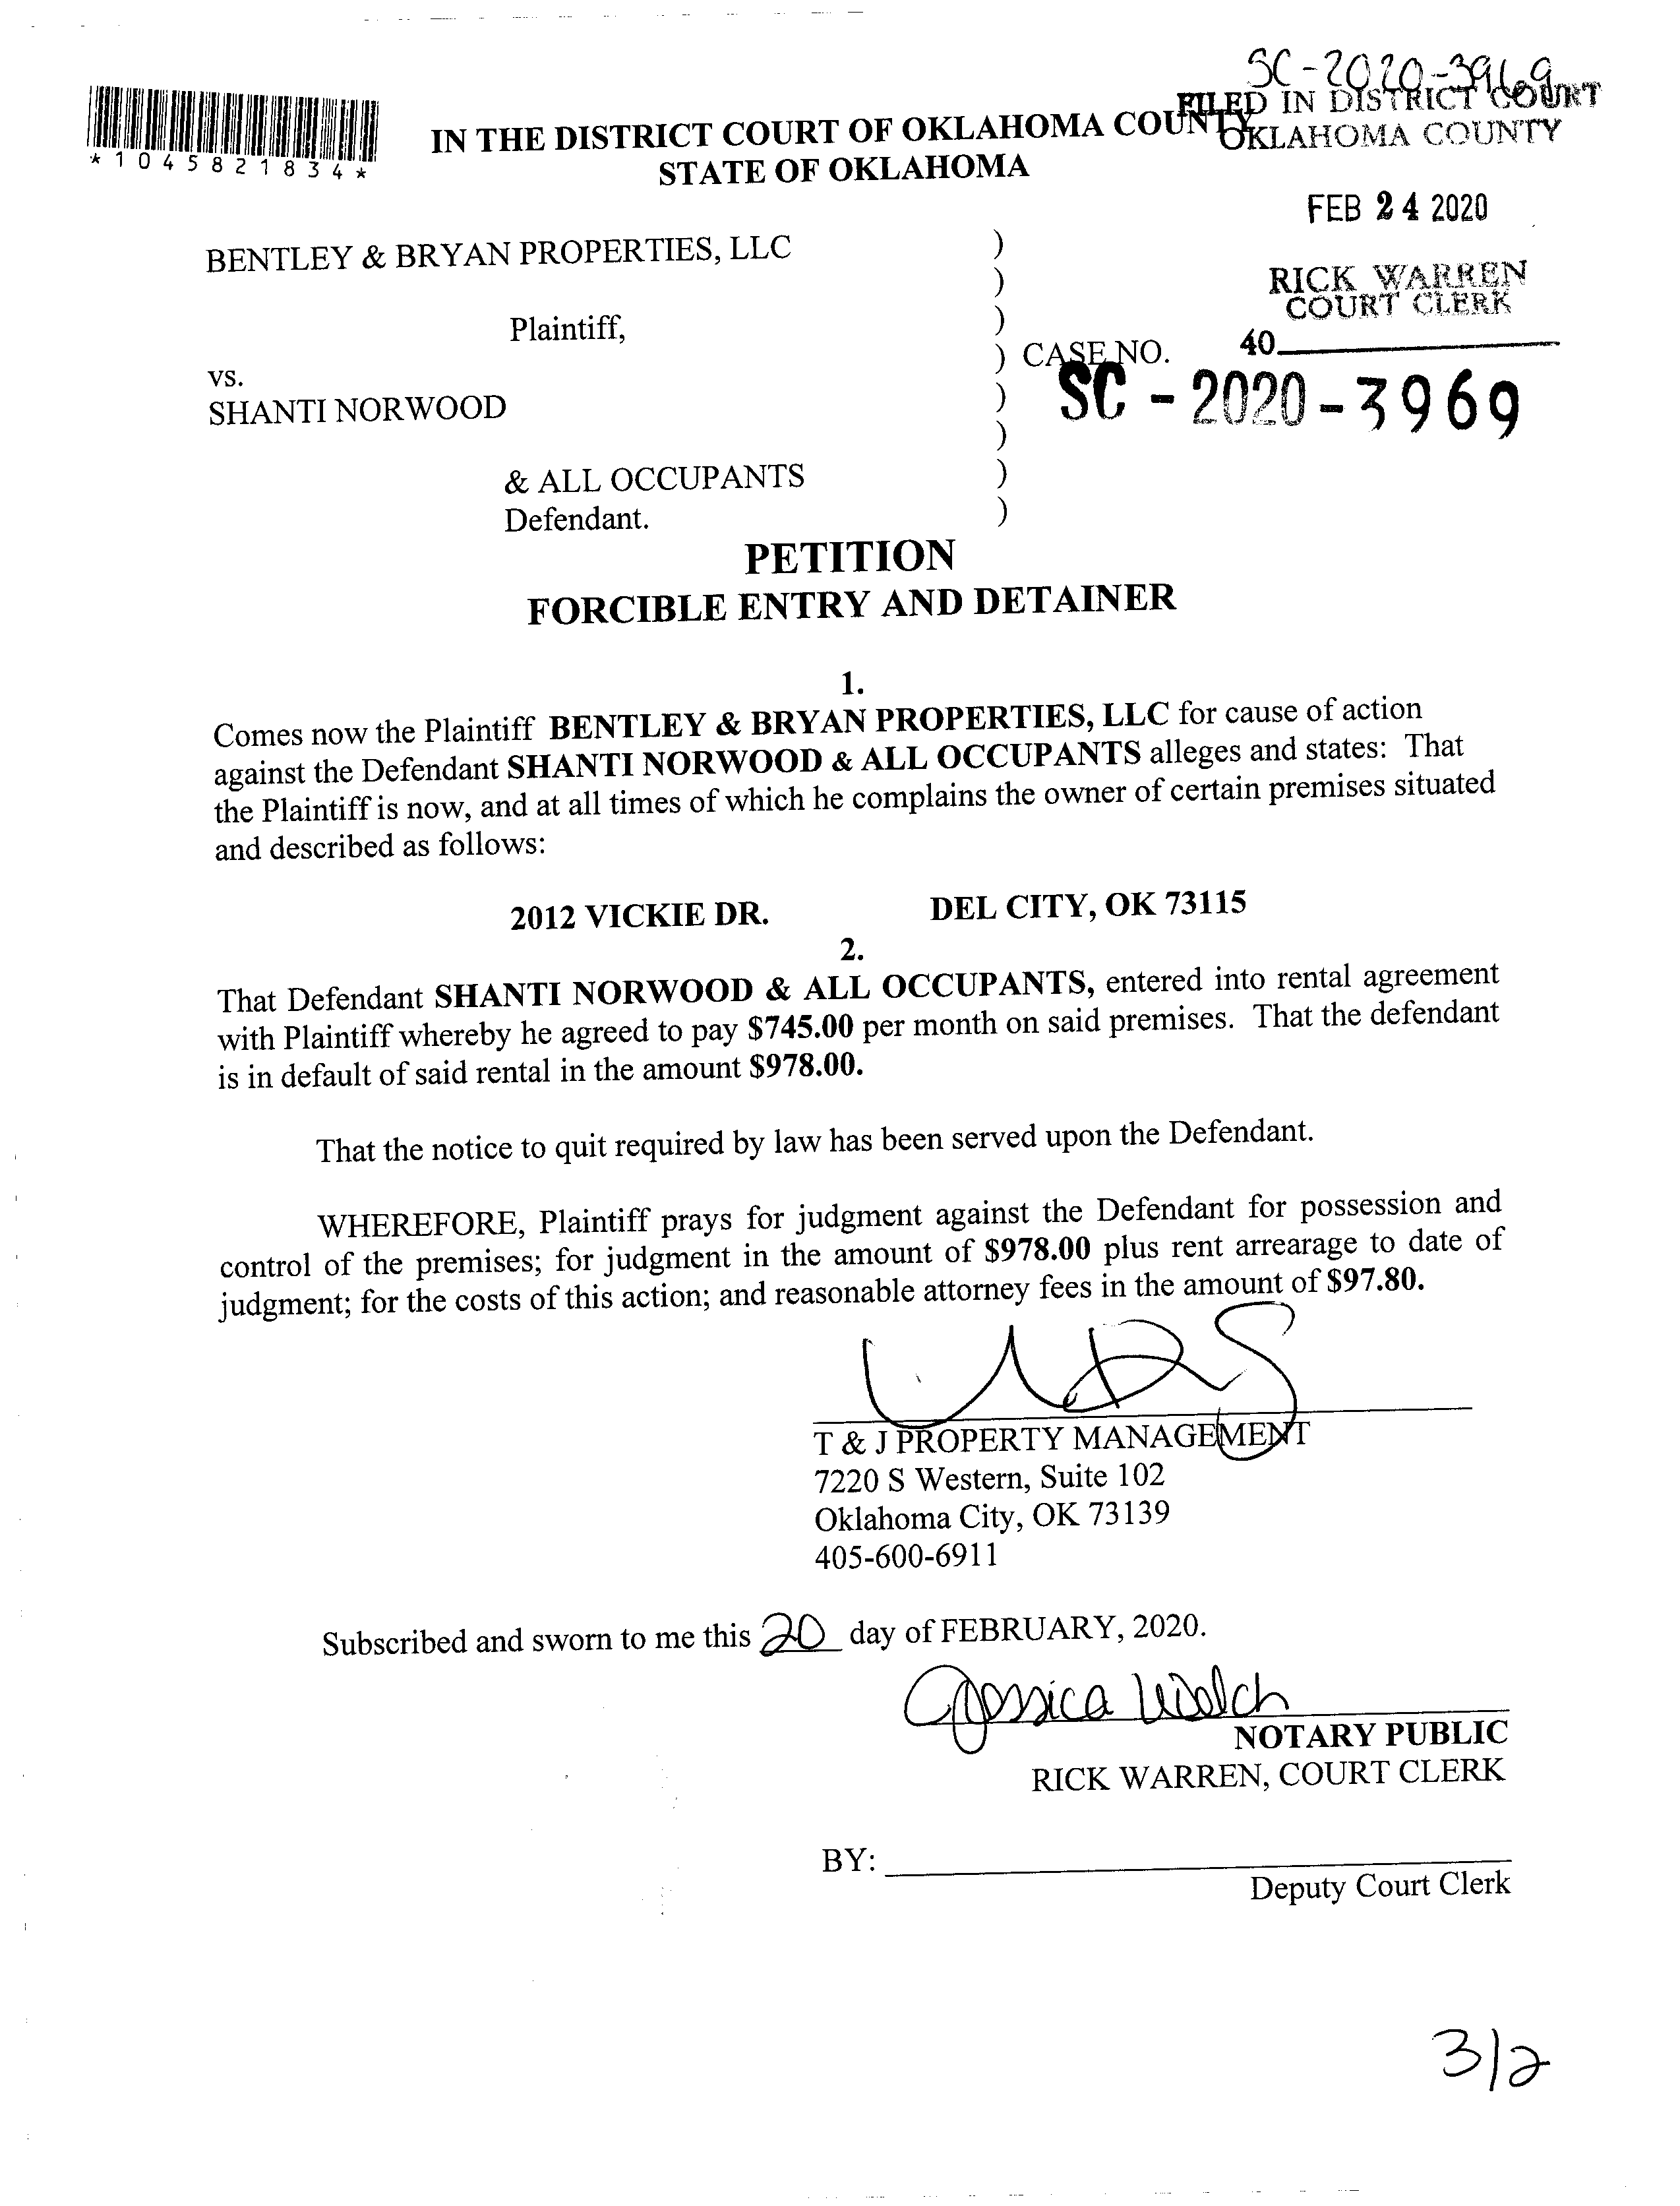 SC-2020-3969
FILED IN DISTRICT COURT
OKLAHOMA COUNTY
*1045821834*
IN THE DISTRICT COURT OF OKLAHOMA COUNTY
STATE OF OKLAHOMA
FEB 24 2020
RICK WARREN
COURT CLERK
40
BENTLEY & BRYAN PROPERTIES, LLC )
)
Plaintiff, )
) CASE NO.
SC-2020-3969
vs.
SHANTI NORWOOD )
)
& ALL OCCUPANTS )
Defendant. )
PETITION
FORCIBLE ENTRY AND DETAINER
1.
Comes now the Plaintiff BENTLEY & BRYAN PROPERTIES, LLC for cause of action
against the Defendant SHANTI NORWOOD & ALL OCCUPANTS alleges and states: That
the Plaintiff is now, and at all times of which he complains the owner of certain premises situated
and described as follows:
2012 VICKIE DR. DEL CITY, OK 73115
2.
That Defendant SHANTI NORWOOD & ALL OCCUPANTS, entered into rental agreement
with Plaintiff whereby he agreed to pay $745.00 per month on said premises. That the defendant
is in default of said rental in the amount $978.00.
That the notice to quit required by law has been served upon the Defendant.
WHEREFORE, Plaintiff prays for judgment against the Defendant for possession and
control of the premises; for judgment in the amount of $978.00 plus rent arrearage to date of
judgment; for the costs of this action; and reasonable attorney fees in the amount of $97.80.
T & J PROPERTY MANAGEMENT
7220 S Western, Suite 102
Oklahoma City, OK 73139
405-600-6911
Subscribed and sworn to me this 20 day of FEBRUARY, 2020.
Jessica Welch
NOTARY PUBLIC
RICK WARREN, COURT CLERK
BY:
Deputy Court Clerk
3/2